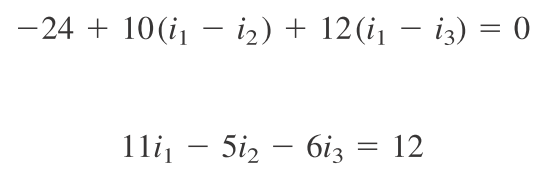 −24 + 10(i₁ − i₂) + 12(i₁ − i₃) = 0
11i₁ − 5i₂ − 6i₃ = 12